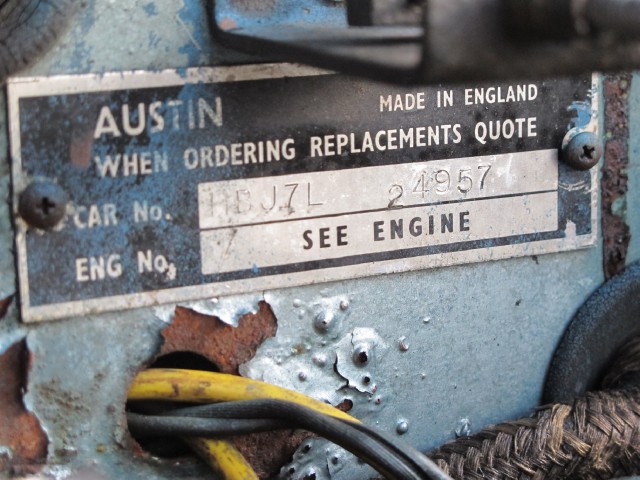 AUSTIN
MADE IN ENGLAND
WHEN ORDERING REPLACEMENTS QUOTE
CAR No. HBJ7L 24957
ENG No. SEE ENGINE